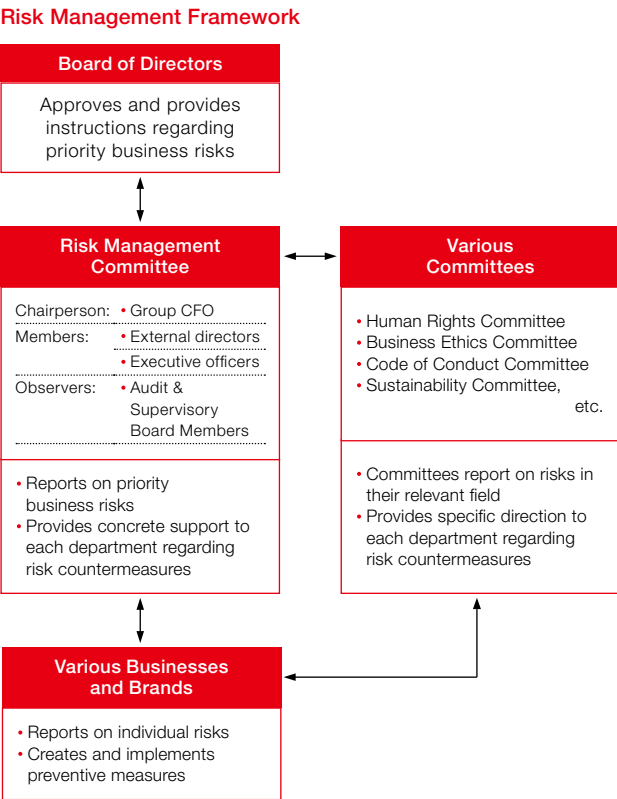 Risk Management Framework
Board of Directors
Approves and provides
instructions regarding
priority business risks
Risk Management
Committee
Chairperson: • Group CFO
Members: • External directors
• Executive officers
Observers: • Audit &
Supervisory
Board Members
• Reports on priority
business risks
• Provides concrete support to
each department regarding
risk countermeasures
Various
Committees
• Human Rights Committee
• Business Ethics Committee
• Code of Conduct Committee
• Sustainability Committee,
etc.
• Committees report on risks in
their relevant field
• Provides specific direction to
each department regarding
risk countermeasures
Various Businesses
and Brands
• Reports on individual risks
• Creates and implements
preventive measures